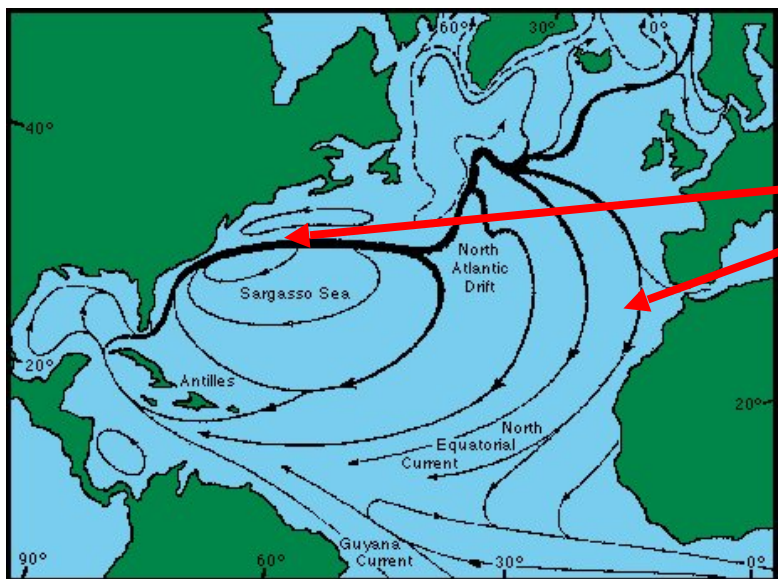 60°
30°
0°
40°
North
Atlantic
Drift
Sargasso Sea
20°
Antilles
20°
North
Equatorial
Current
Guyana
Current
90°
60°
30°
0°